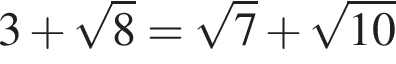 3 + √8 = √7 + √10